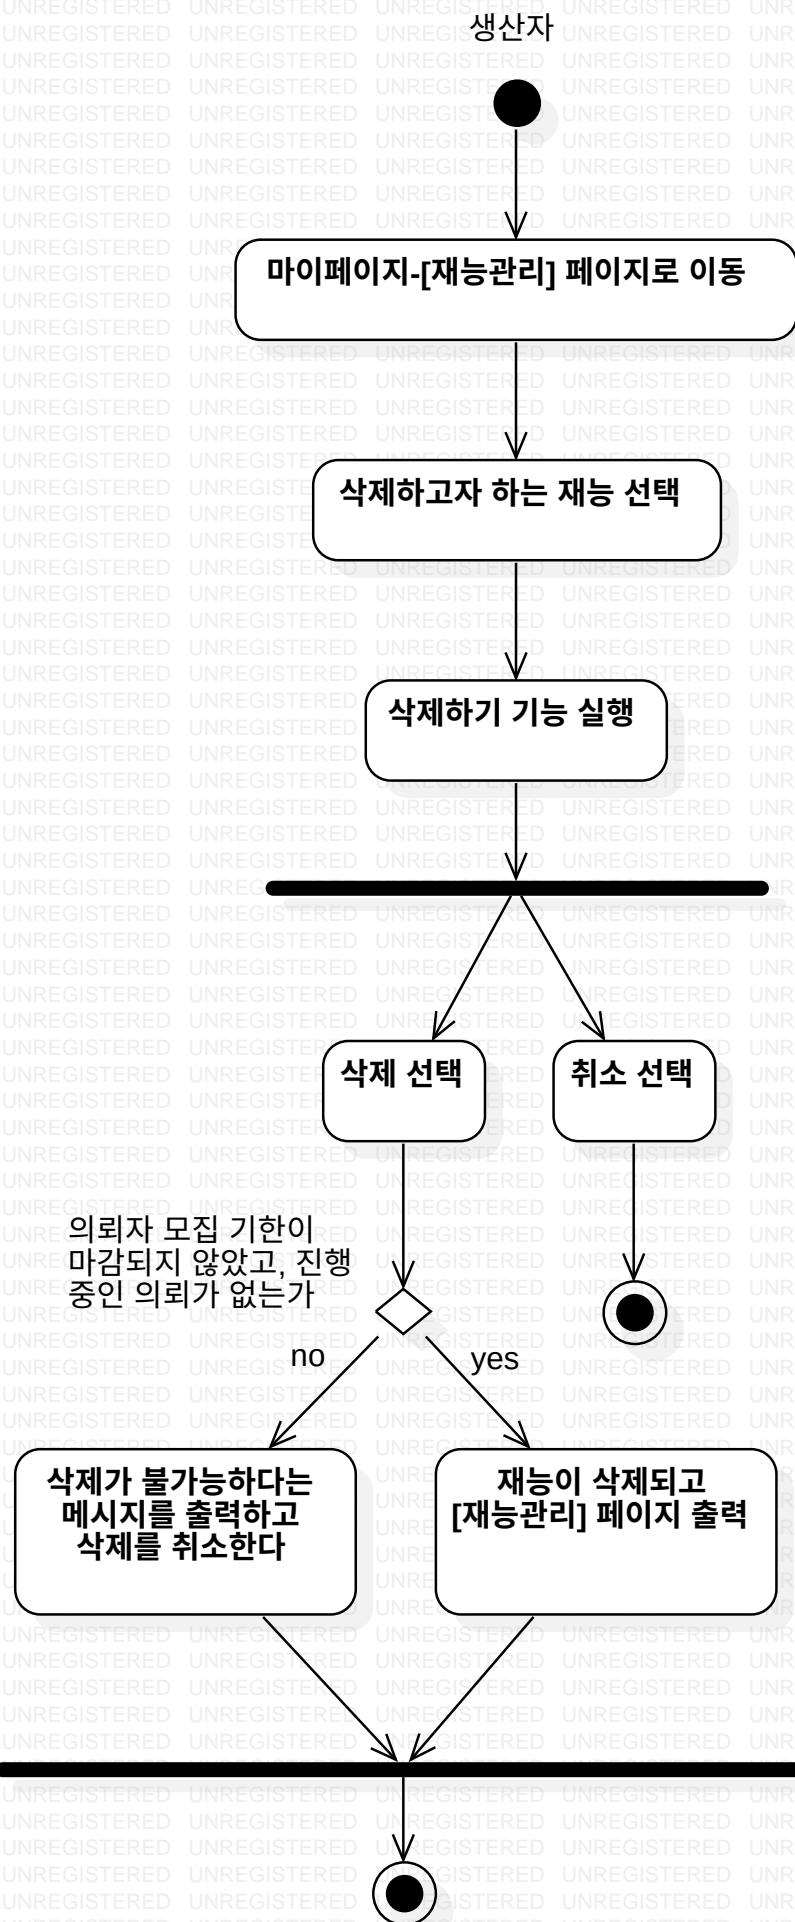 생산자
마이페이지-[재능관리] 페이지로 이동
삭제하고자 하는 재능 선택
삭제하기 기능 실행
삭제 선택
취소 선택
의뢰자 모집 기한이
마감되지 않았고, 진행
중인 의뢰가 없는가
no
yes
삭제가 불가능하다는
메시지를 출력하고
삭제를 취소한다
재능이 삭제되고
[재능관리] 페이지 출력
UNREGISTERED